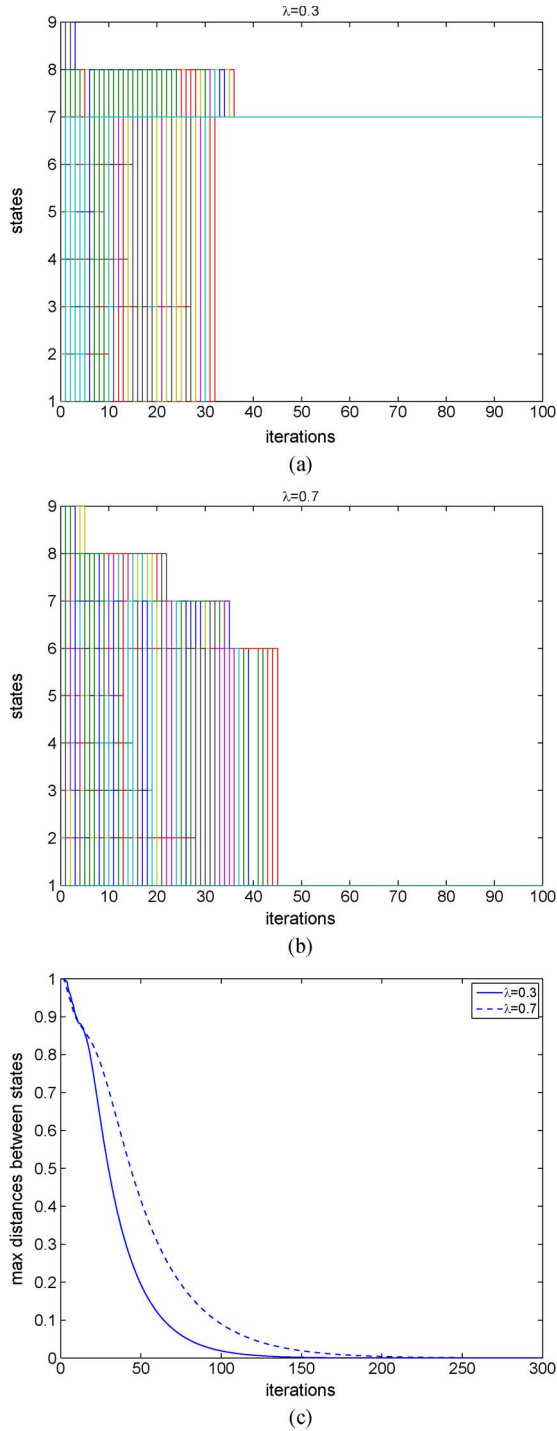 λ=0.3
9
8
7
6
5
4
3
2
1
states
0 10 20 30 40 50 60 70 80 90 100
iterations
(a)
λ=0.7
9
8
7
6
5
4
3
2
1
states
0 10 20 30 40 50 60 70 80 90 100
iterations
(b)
1
0.9
0.8
0.7
0.6
0.5
0.4
0.3
0.2
0.1
0
max distances between states
λ=0.3
λ=0.7
0 50 100 150 200 250 300
iterations
(c)